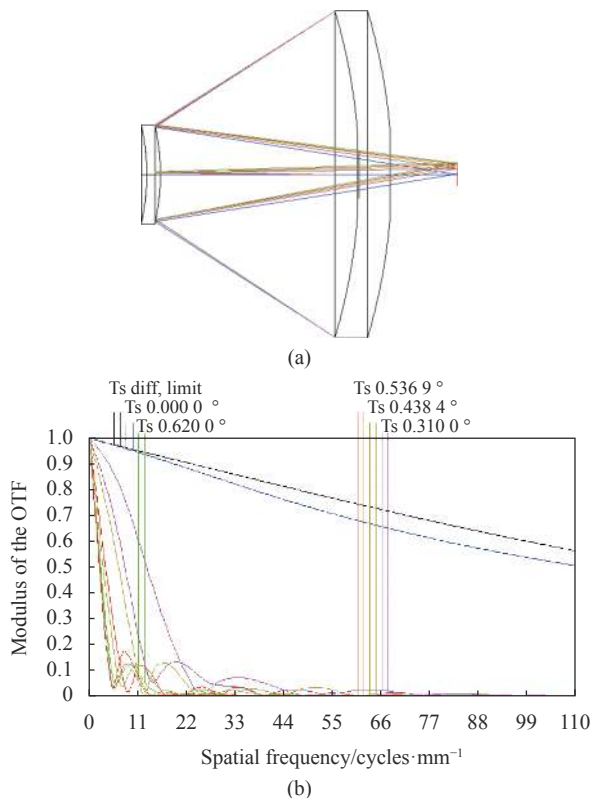 (a)
Ts diff, limit
Ts 0.000 0 °
Ts 0.620 0 °
Ts 0.536 9 °
Ts 0.438 4 °
Ts 0.310 0 °
Modulus of the OTF
1.0
0.9
0.8
0.7
0.6
0.5
0.4
0.3
0.2
0.1
0
0 11 22 33 44 55 66 77 88 99 110
Spatial frequency/cycles·mm⁻¹
(b)